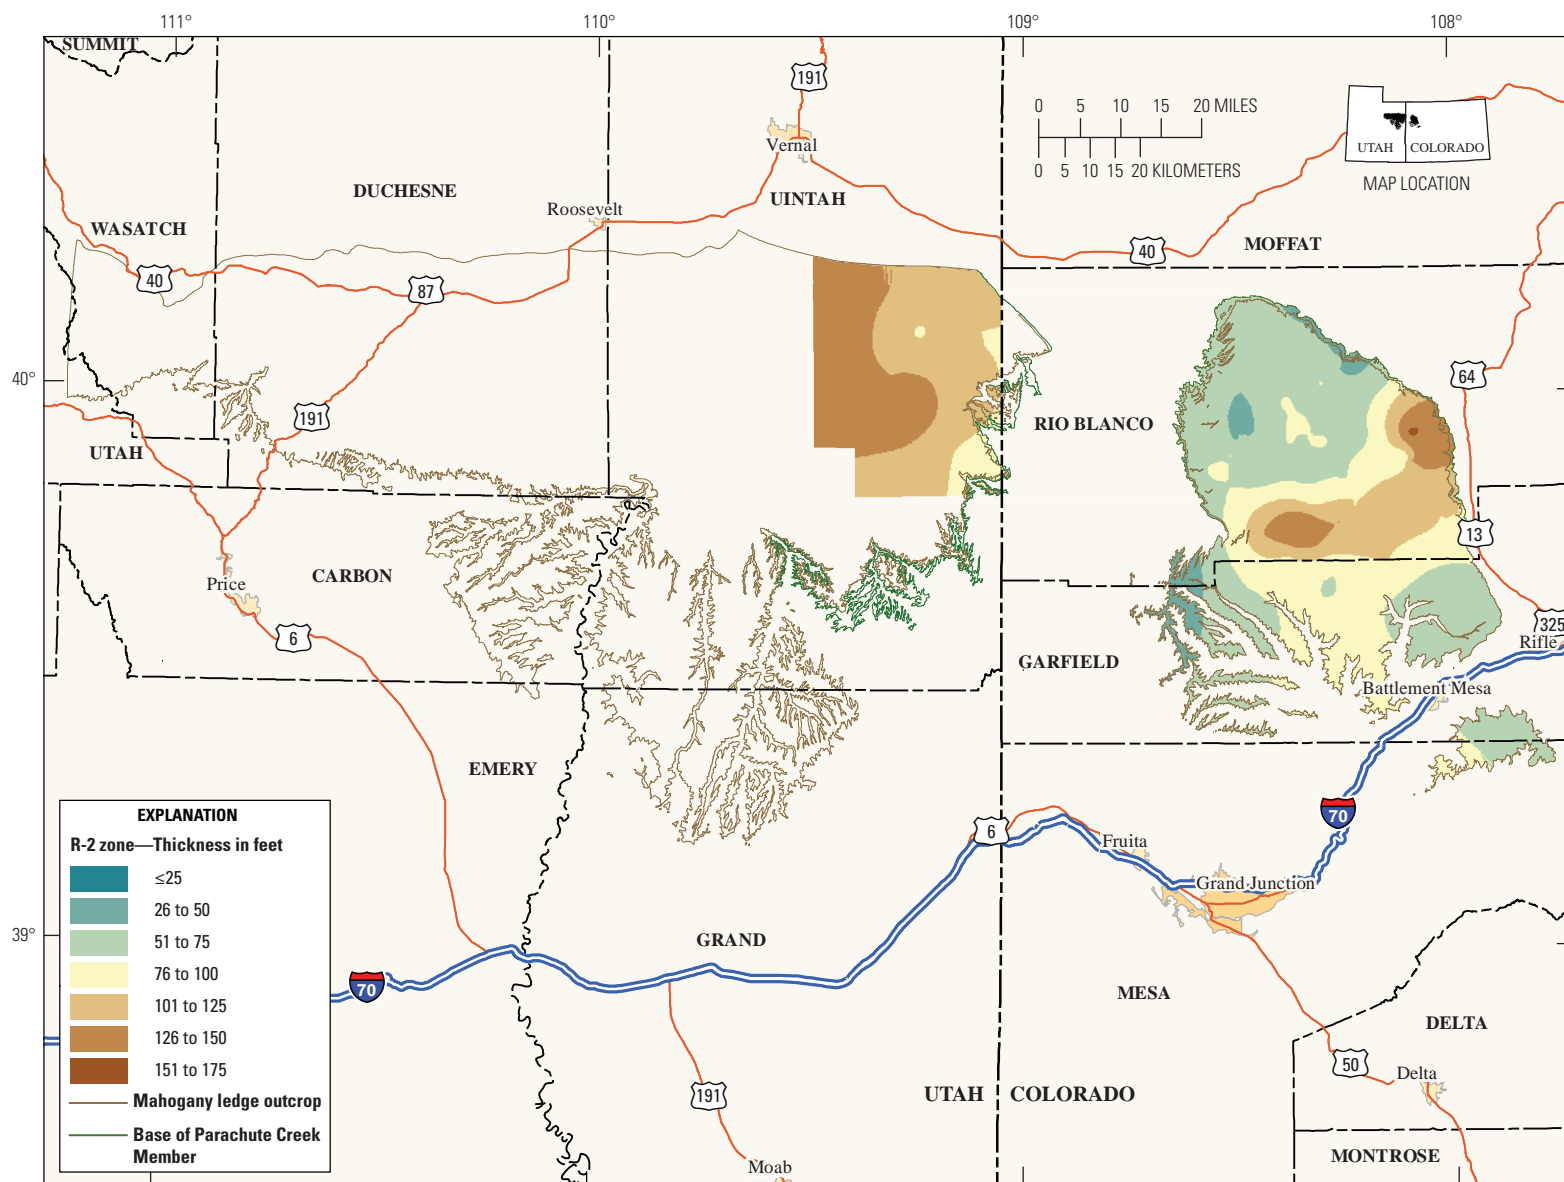 111°
110°
109°
108°
SUMMIT
191
0 5 10 15 20 MILES
0 5 10 15 20 KILOMETERS
UTAH COLORADO
MAP LOCATION
Vernal
DUCHESNE
UINTAH
Roosevelt
WASATCH
MOFFAT
40
40
87
40°
64
191
RIO BLANCO
UTAH
13
Price
CARBON
325
6
Rifle
GARFIELD
Battlement Mesa
EMERY
70
6
Fruita
Grand Junction
39°
GRAND
70
MESA
DELTA
50
Delta
191
UTAH
COLORADO
MONTROSE
Moab
EXPLANATION
R-2 zone—Thickness in feet
≤25
26 to 50
51 to 75
76 to 100
101 to 125
126 to 150
151 to 175
Mahogany ledge outcrop
Base of Parachute Creek
Member